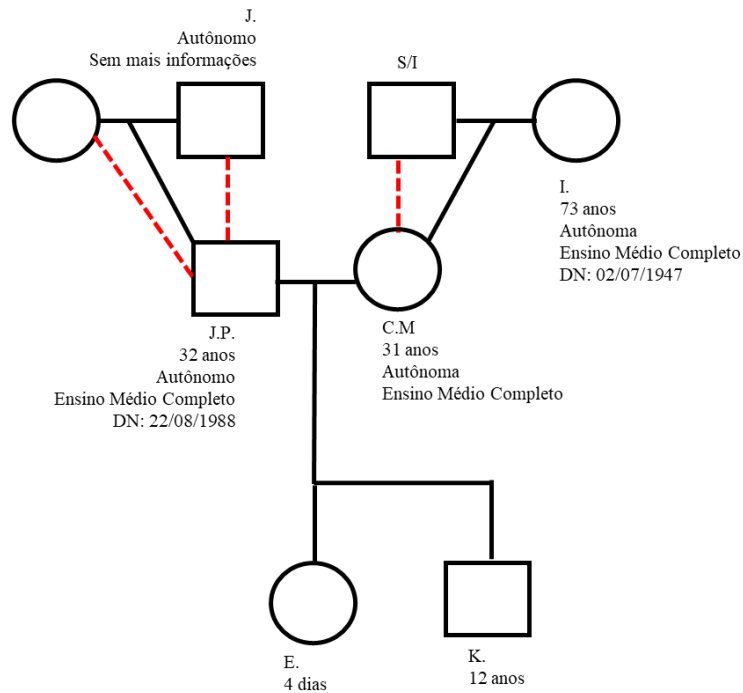 J.
Autônomo
Sem mais informações
S/I
I.
73 anos
Autônoma
Ensino Médio Completo
DN: 02/07/1947
J.P.
32 anos
Autônomo
Ensino Médio Completo
DN: 22/08/1988
C.M
31 anos
Autônoma
Ensino Médio Completo
E.
4 dias
K.
12 anos